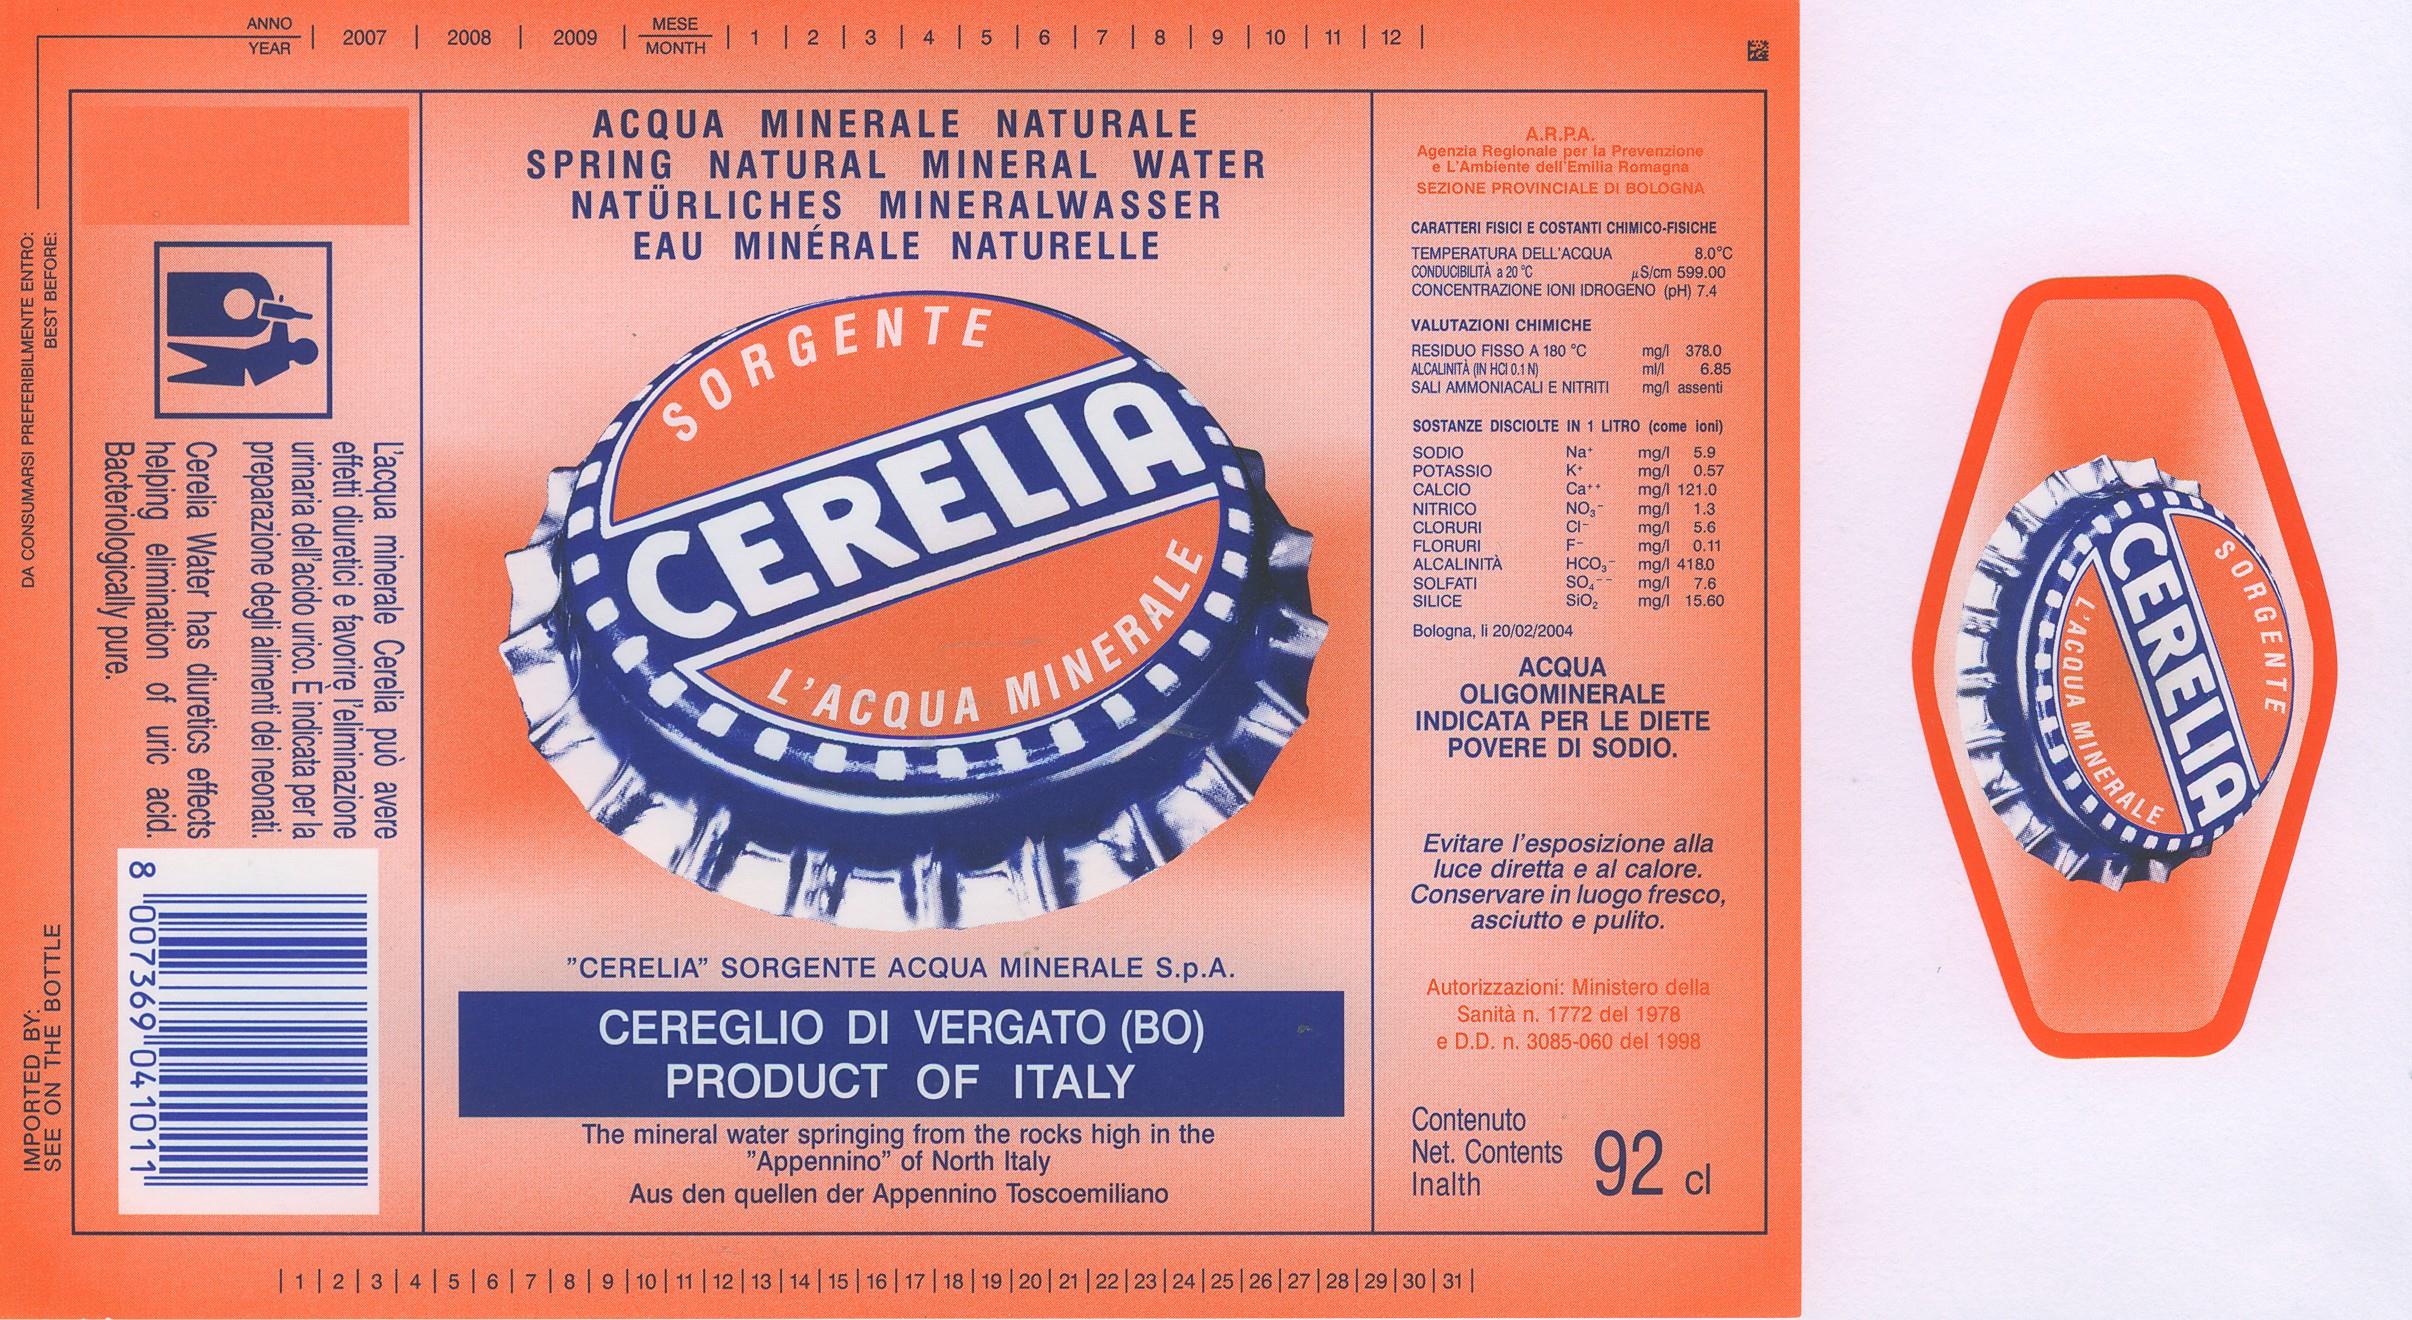 ANNO
YEAR
2007 2008 2009
MESE
MONTH
1 2 3 4 5 6 7 8 9 10 11 12
DA CONSUMARSI PREFERIBILMENTE ENTRO:
BEST BEFORE:
IMPORTED BY:
SEE ON THE BOTTLE
L'acqua minerale Cerelia può avere
effetti diuretici e favorire l'eliminazione
urinaria dell'acido urico. È indicata per la
preparazione degli alimenti dei neonati.
Cerelia Water has diuretics effects
helping elimination of uric acid.
Bacteriologically pure.
8 007369 041011
ACQUA MINERALE NATURALE
SPRING NATURAL MINERAL WATER
NATÜRLICHES MINERALWASSER
EAU MINÉRALE NATURELLE
SORGENTE
CERELIA
L'ACQUA MINERALE
"CERELIA" SORGENTE ACQUA MINERALE S.p.A.
CEREGLIO DI VERGATO (BO)
PRODUCT OF ITALY
The mineral water springing from the rocks high in the
"Appennino" of North Italy
Aus den quellen der Appennino Toscoemiliano
A.R.P.A.
Agenzia Regionale per la Prevenzione
e L'Ambiente dell'Emilia Romagna
SEZIONE PROVINCIALE DI BOLOGNA
CARATTERI FISICI E COSTANTI CHIMICO-FISICHE
TEMPERATURA DELL'ACQUA 8.0°C
CONDUCIBILITÀ a 20 °C µS/cm 599.00
CONCENTRAZIONE IONI IDROGENO (pH) 7.4
VALUTAZIONI CHIMICHE
RESIDUO FISSO A 180 °C mg/l 378.0
ALCALINITÀ (IN HCl 0.1 N) ml/l 6.85
SALI AMMONIACALI E NITRITI mg/l assenti
SOSTANZE DISCIOLTE IN 1 LITRO (come ioni)
SODIO Na⁺ mg/l 5.9
POTASSIO K⁺ mg/l 0.57
CALCIO Ca⁺⁺ mg/l 121.0
NITRICO NO₃⁻ mg/l 1.3
CLORURI Cl⁻ mg/l 5.6
FLORURI F⁻ mg/l 0.11
ALCALINITÀ HCO₃⁻ mg/l 418.0
SOLFATI SO₄⁻⁻ mg/l 7.6
SILICE SiO₂ mg/l 15.60
Bologna, li 20/02/2004
ACQUA
OLIGOMINERALE
INDICATA PER LE DIETE
POVERE DI SODIO.
Evitare l'esposizione alla
luce diretta e al calore.
Conservare in luogo fresco,
asciutto e pulito.
Autorizzazioni: Ministero della
Sanità n. 1772 del 1978
e D.D. n. 3085-060 del 1998
Contenuto
Net. Contents
Inalth
92 cl
1 2 3 4 5 6 7 8 9 10 11 12 13 14 15 16 17 18 19 20 21 22 23 24 25 26 27 28 29 30 31
SORGENTE
CERELIA
L'ACQUA MINERALE